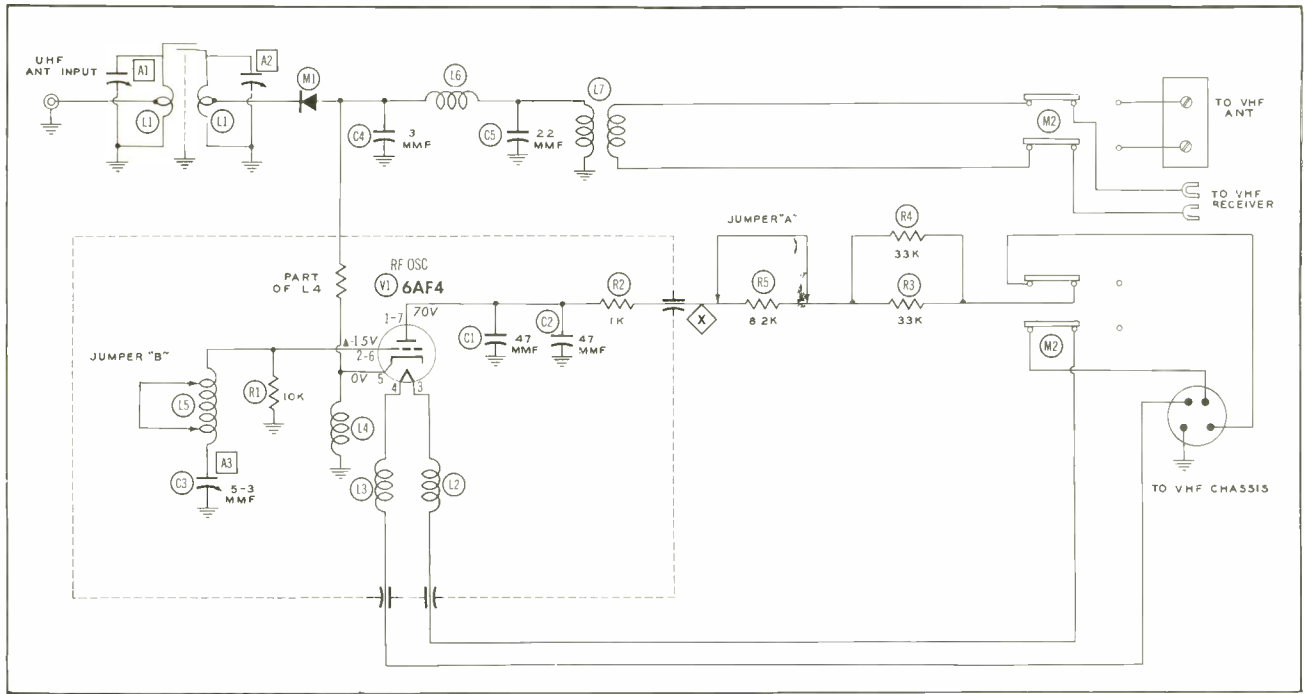 UHF
ANT INPUT
A1
A2
L1
L1
M1
C4
3
MMF
L6
C5
22
MMF
L7
M2
TO VHF
ANT
TO VHF
RECEIVER
JUMPER "A"
R4
33K
R3
33K
R5
8.2K
X
R2
1K
C1
47
MMF
C2
47
MMF
RF OSC
V1 6AF4
70V
1-7
-.15V
2-6
0V
5
4
3
PART
OF L4
JUMPER "B"
L5
R1
10K
L4
A3
C3
.5-3
MMF
L3
L2
M2
TO VHF CHASSIS